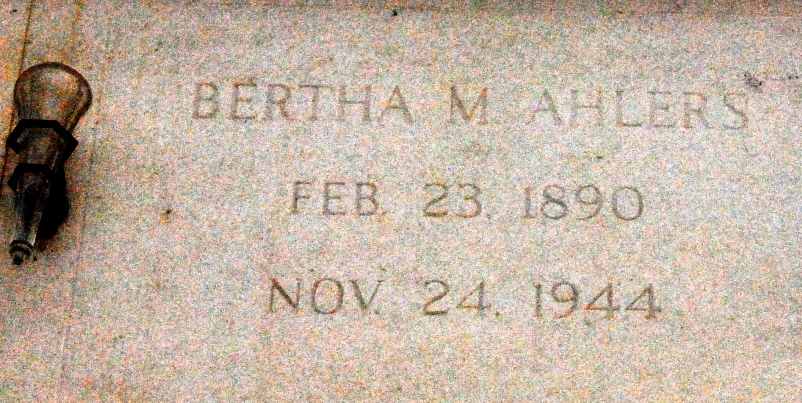 BERTHA M AHLERS
FEB. 23. 1890
NOV. 24. 1944